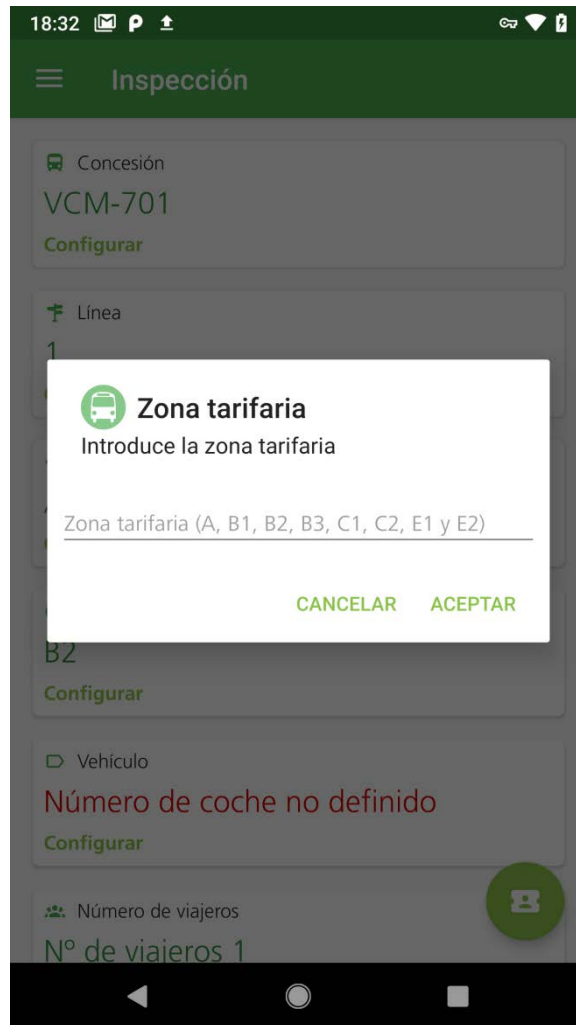 18:32
Inspección
Concesión
VCM-701
Configurar
Línea
1
Zona tarifaria
Introduce la zona tarifaria
Zona tarifaria (A, B1, B2, B3, C1, C2, E1 y E2)
CANCELAR ACEPTAR
B2
Configurar
Vehículo
Número de coche no definido
Configurar
Número de viajeros
Nº de viajeros 1